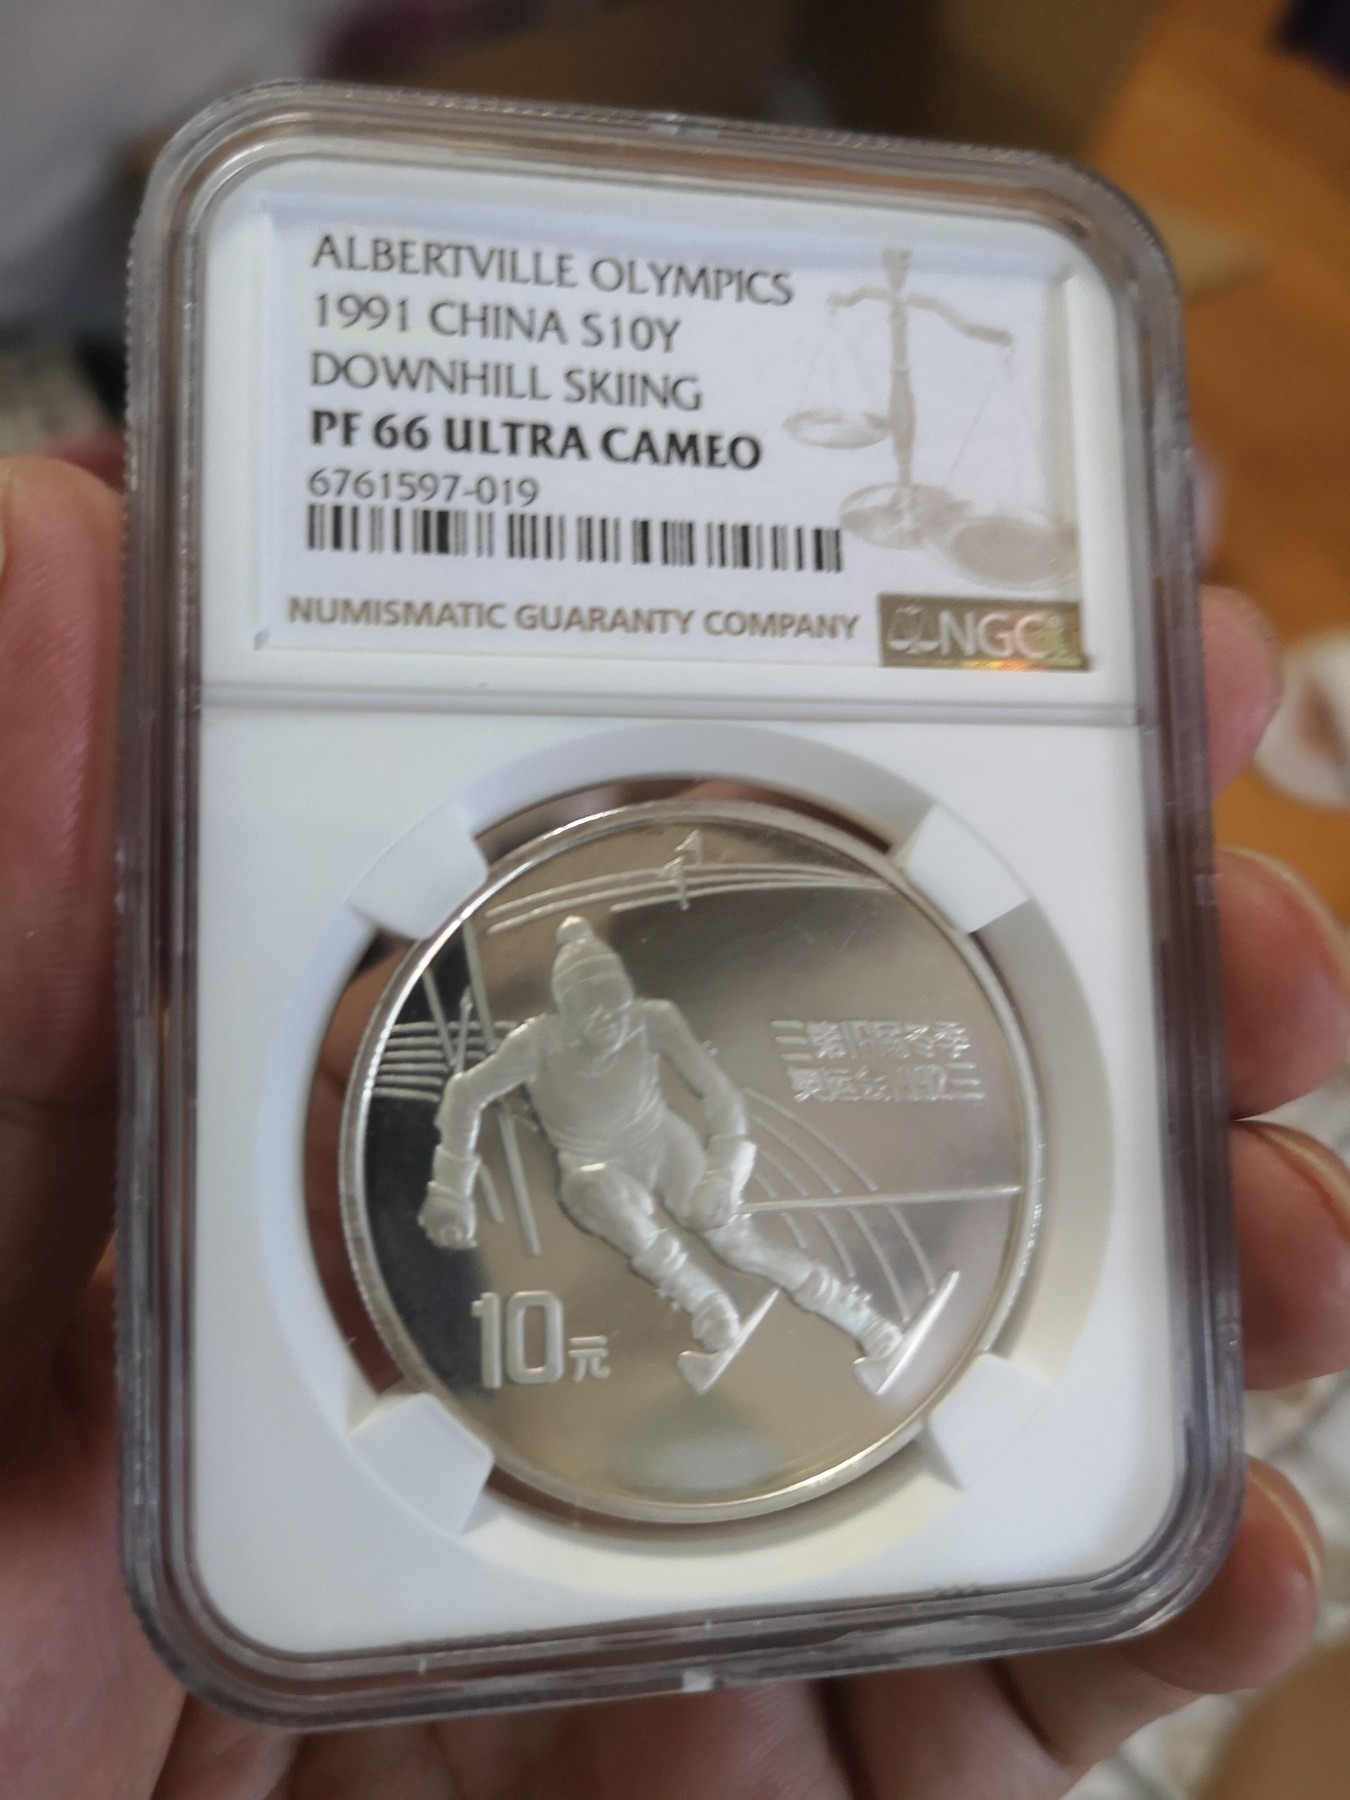 ALBERTVILLE OLYMPICS
1991 CHINA S10Y
DOWNHILL SKIING
PF 66 ULTRA CAMEO
6761597-019
NUMISMATIC GUARANTY COMPANY
NGC
10元